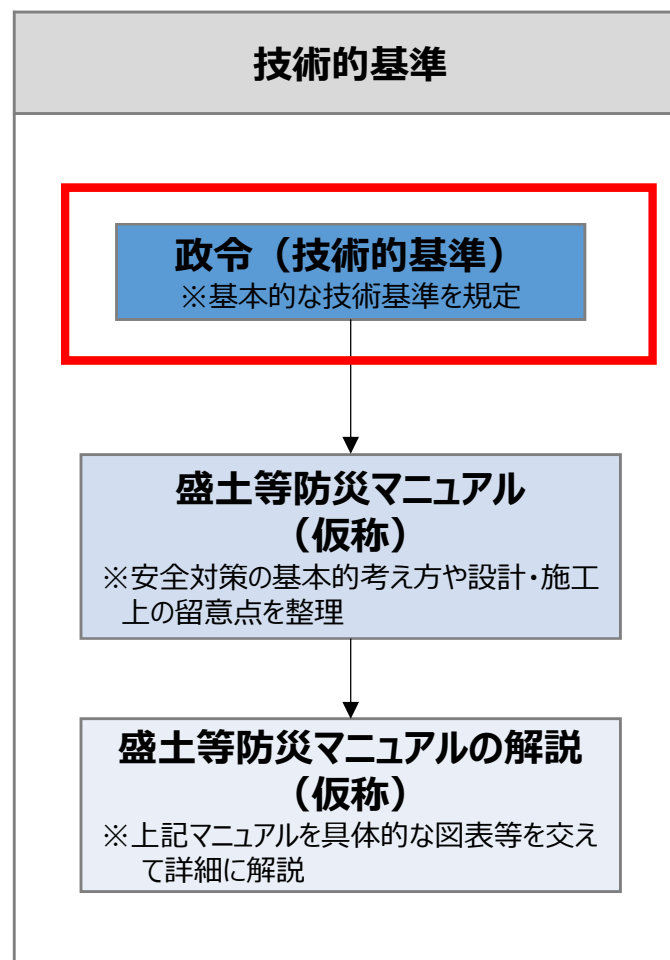 技術的基準
政令（技術的基準）
※基本的な技術基準を規定
盛土等防災マニュアル
（仮称）
※安全対策の基本的考え方や設計・施工
上の留意点を整理
盛土等防災マニュアルの解説
（仮称）
※上記マニュアルを具体的な図表等を交え
て詳細に解説